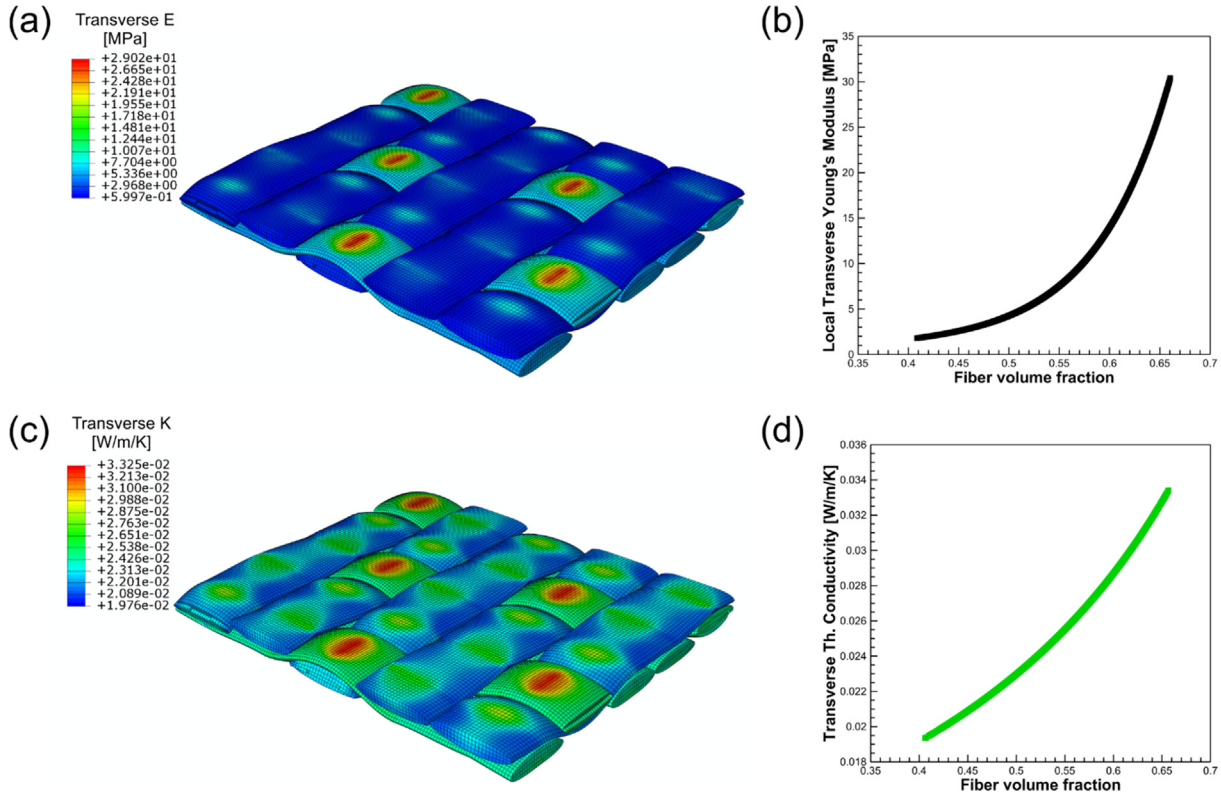 (a)
Transverse E
[MPa]
+2.902e+01
+2.665e+01
+2.428e+01
+2.191e+01
+1.955e+01
+1.718e+01
+1.481e+01
+1.244e+01
+1.007e+01
+7.704e+00
+5.336e+00
+2.968e+00
+5.997e-01
(b)
Local Transverse Young's Modulus [MPa]
35
30
25
20
15
10
5
0
0.35 0.4 0.45 0.5 0.55 0.6 0.65 0.7
Fiber volume fraction
(c)
Transverse K
[W/m/K]
+3.325e-02
+3.213e-02
+3.100e-02
+2.988e-02
+2.875e-02
+2.763e-02
+2.651e-02
+2.538e-02
+2.426e-02
+2.313e-02
+2.201e-02
+2.089e-02
+1.976e-02
(d)
Transverse Th. Conductivity [W/m/K]
0.036
0.034
0.032
0.03
0.028
0.026
0.024
0.022
0.02
0.018
0.35 0.4 0.45 0.5 0.55 0.6 0.65 0.7
Fiber volume fraction